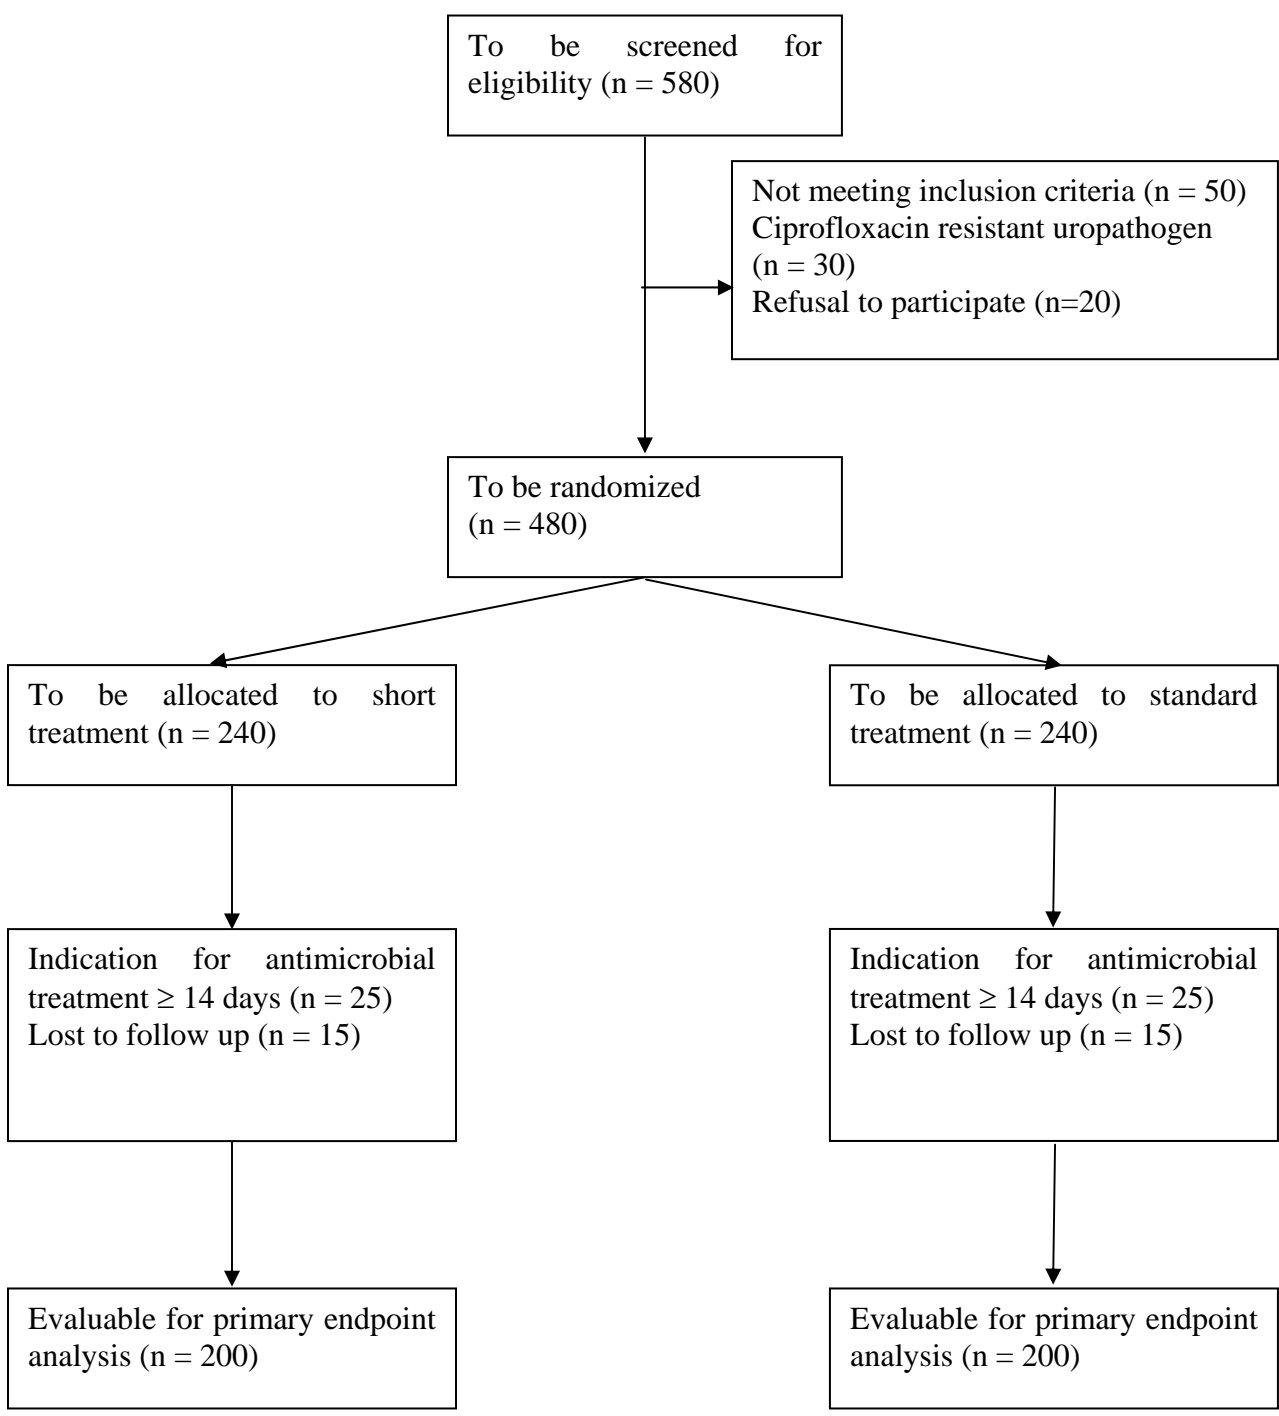 To be screened for
eligibility (n = 580)
Not meeting inclusion criteria (n = 50)
Ciprofloxacin resistant uropathogen
(n = 30)
Refusal to participate (n=20)
To be randomized
(n = 480)
To be allocated to short
treatment (n = 240)
To be allocated to standard
treatment (n = 240)
Indication for antimicrobial
treatment ≥ 14 days (n = 25)
Lost to follow up (n = 15)
Indication for antimicrobial
treatment ≥ 14 days (n = 25)
Lost to follow up (n = 15)
Evaluable for primary endpoint
analysis (n = 200)
Evaluable for primary endpoint
analysis (n = 200)